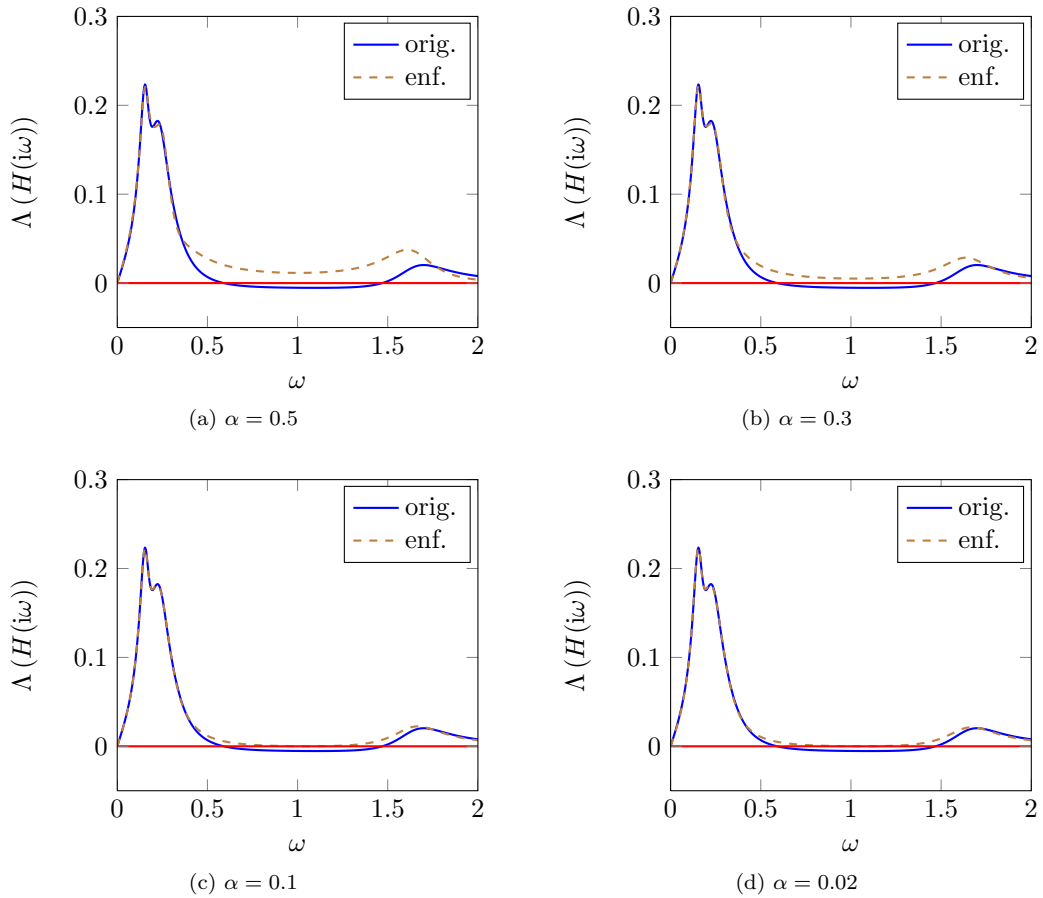 0.3
0.2
0.1
0
0 0.5 1 1.5 2
Λ (H(iω))
ω
orig.
enf.
(a) α = 0.5
0.3
0.2
0.1
0
0 0.5 1 1.5 2
Λ (H(iω))
ω
orig.
enf.
(b) α = 0.3
0.3
0.2
0.1
0
0 0.5 1 1.5 2
Λ (H(iω))
ω
orig.
enf.
(c) α = 0.1
0.3
0.2
0.1
0
0 0.5 1 1.5 2
Λ (H(iω))
ω
orig.
enf.
(d) α = 0.02